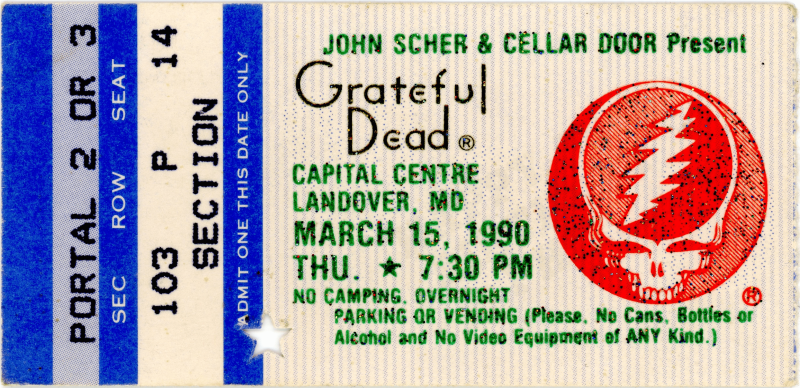 PORTAL 2 OR 3
SEC ROW SEAT
103 P 14
SECTION
ADMIT ONE THIS DATE ONLY
JOHN SCHER & CELLAR DOOR Present
Grateful
Dead®
CAPITAL CENTRE
LANDOVER, MD
MARCH 15, 1990
THU. ★ 7:30 PM
NO CAMPING, OVERNIGHT
PARKING OR VENDING (Please, No Cans, Bottles or
Alcohol and No Video Equipment of ANY Kind.)
®